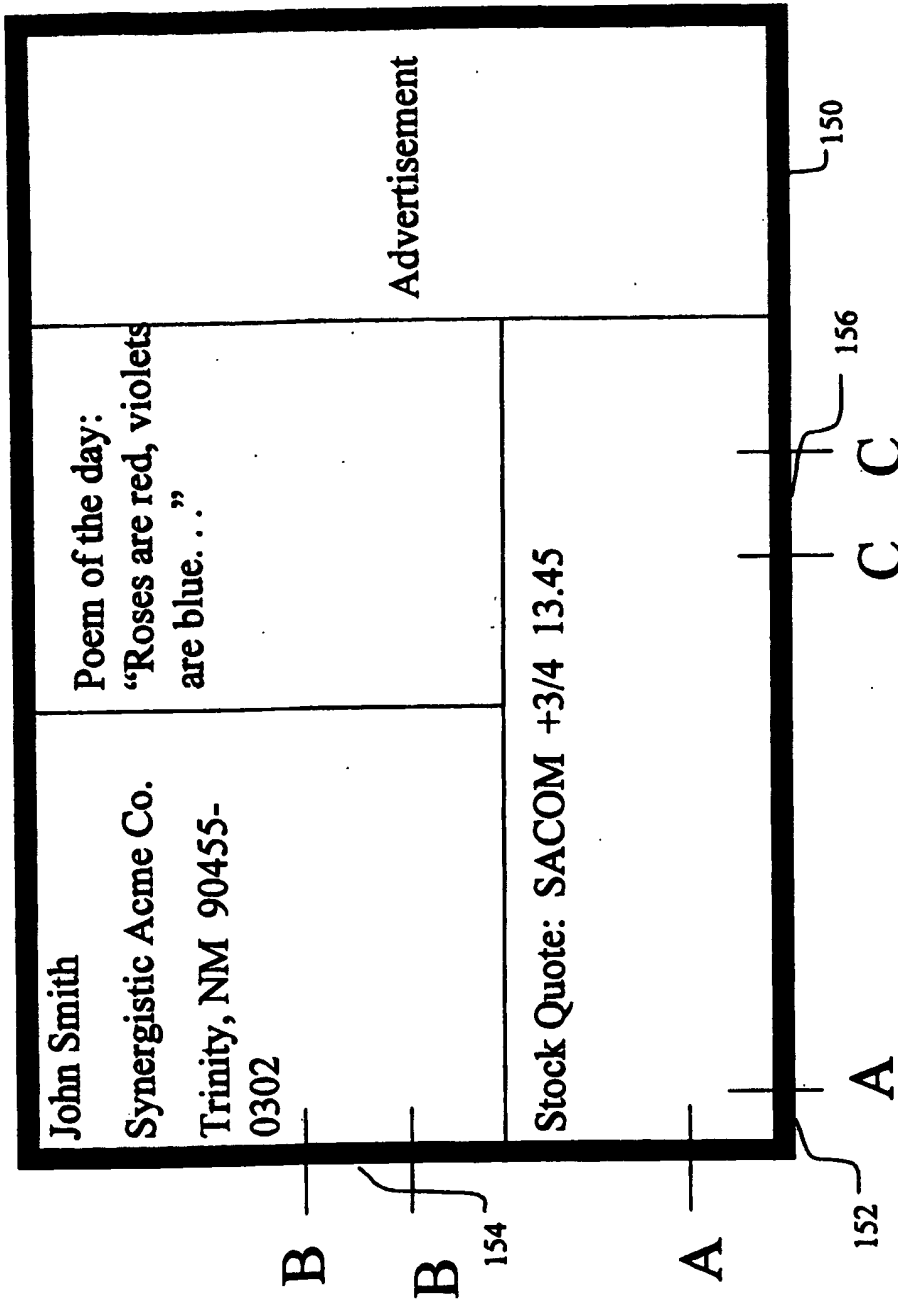 John Smith
Synergistic Acme Co.
Trinity, NM 90455-
0302
Poem of the day:
“Roses are red, violets
are blue. . .”
Advertisement
Stock Quote: SACOM +3/4 13.45
B
B
154
A
152
A
C
C
156
150